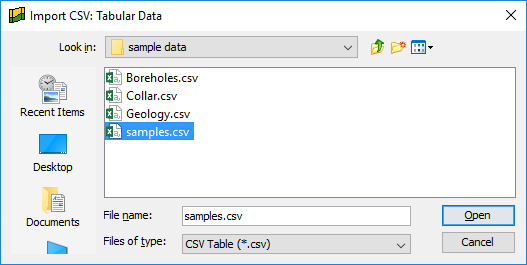 Import CSV: Tabular Data
Look in: sample data
Recent Items
Desktop
Documents
Boreholes.csv
Collar.csv
Geology.csv
samples.csv
File name: samples.csv Open
Files of type: CSV Table (*.csv) Cancel